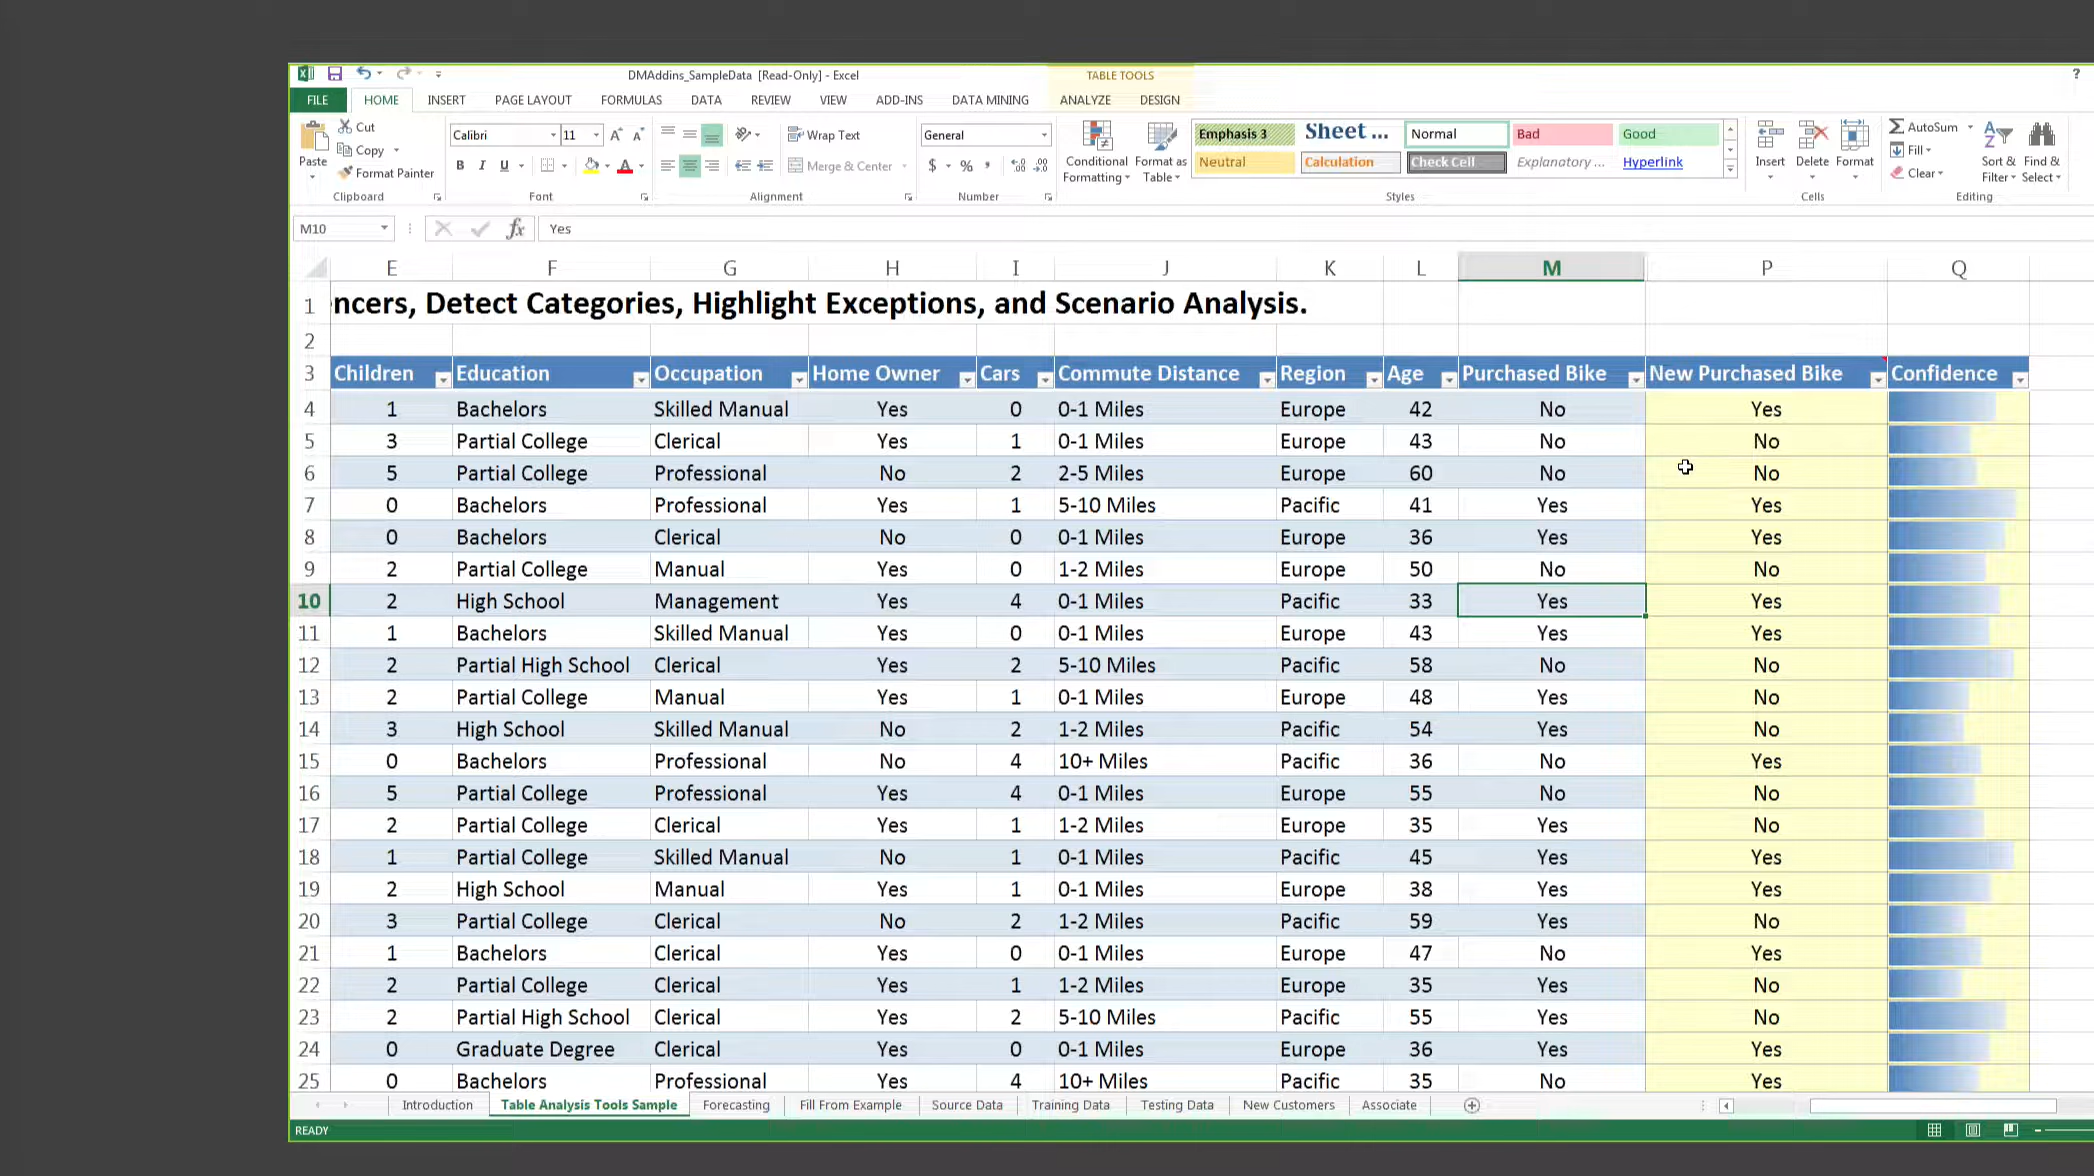 DMAddins_SampleData [Read-Only] - Excel
TABLE TOOLS
?
FILE HOME INSERT PAGE LAYOUT FORMULAS DATA REVIEW VIEW ADD-INS DATA MINING ANALYZE DESIGN
Paste
Cut
Copy
Format Painter
Clipboard
Calibri 11
B I U
Font
Wrap Text
Merge & Center
Alignment
General
$ %
Number
Conditional Formatting
Format as Table
Emphasis 3 Sheet ... Normal Bad Good
Neutral Calculation Check Cell Explanatory ... Hyperlink
Styles
Insert Delete Format
Cells
AutoSum
Fill
Clear
Sort & Filter
Find & Select
Editing
M10 fx Yes
E F G H I J K L M P Q
1 encers, Detect Categories, Highlight Exceptions, and Scenario Analysis.
2
3 Children Education Occupation Home Owner Cars Commute Distance Region Age Purchased Bike New Purchased Bike Confidence
4 1 Bachelors Skilled Manual Yes 0 0-1 Miles Europe 42 No Yes
5 3 Partial College Clerical Yes 1 0-1 Miles Europe 43 No No
6 5 Partial College Professional No 2 2-5 Miles Europe 60 No No
7 0 Bachelors Professional Yes 1 5-10 Miles Pacific 41 Yes Yes
8 0 Bachelors Clerical No 0 0-1 Miles Europe 36 Yes Yes
9 2 Partial College Manual Yes 0 1-2 Miles Europe 50 No No
10 2 High School Management Yes 4 0-1 Miles Pacific 33 Yes Yes
11 1 Bachelors Skilled Manual Yes 0 0-1 Miles Europe 43 Yes Yes
12 2 Partial High School Clerical Yes 2 5-10 Miles Pacific 58 No No
13 2 Partial College Manual Yes 1 0-1 Miles Europe 48 Yes No
14 3 High School Skilled Manual No 2 1-2 Miles Pacific 54 Yes No
15 0 Bachelors Professional No 4 10+ Miles Pacific 36 No Yes
16 5 Partial College Professional Yes 4 0-1 Miles Europe 55 No No
17 2 Partial College Clerical Yes 1 1-2 Miles Europe 35 Yes No
18 1 Partial College Skilled Manual No 1 0-1 Miles Pacific 45 Yes Yes
19 2 High School Manual Yes 1 0-1 Miles Europe 38 Yes Yes
20 3 Partial College Clerical No 2 1-2 Miles Pacific 59 Yes No
21 1 Bachelors Clerical Yes 0 0-1 Miles Europe 47 No Yes
22 2 Partial College Clerical Yes 1 1-2 Miles Europe 35 Yes No
23 2 Partial High School Clerical Yes 2 5-10 Miles Pacific 55 Yes No
24 0 Graduate Degree Clerical Yes 0 0-1 Miles Europe 36 Yes Yes
25 0 Bachelors Professional Yes 4 10+ Miles Pacific 35 No Yes
Introduction Table Analysis Tools Sample Forecasting Fill From Example Source Data Training Data Testing Data New Customers Associate
READY